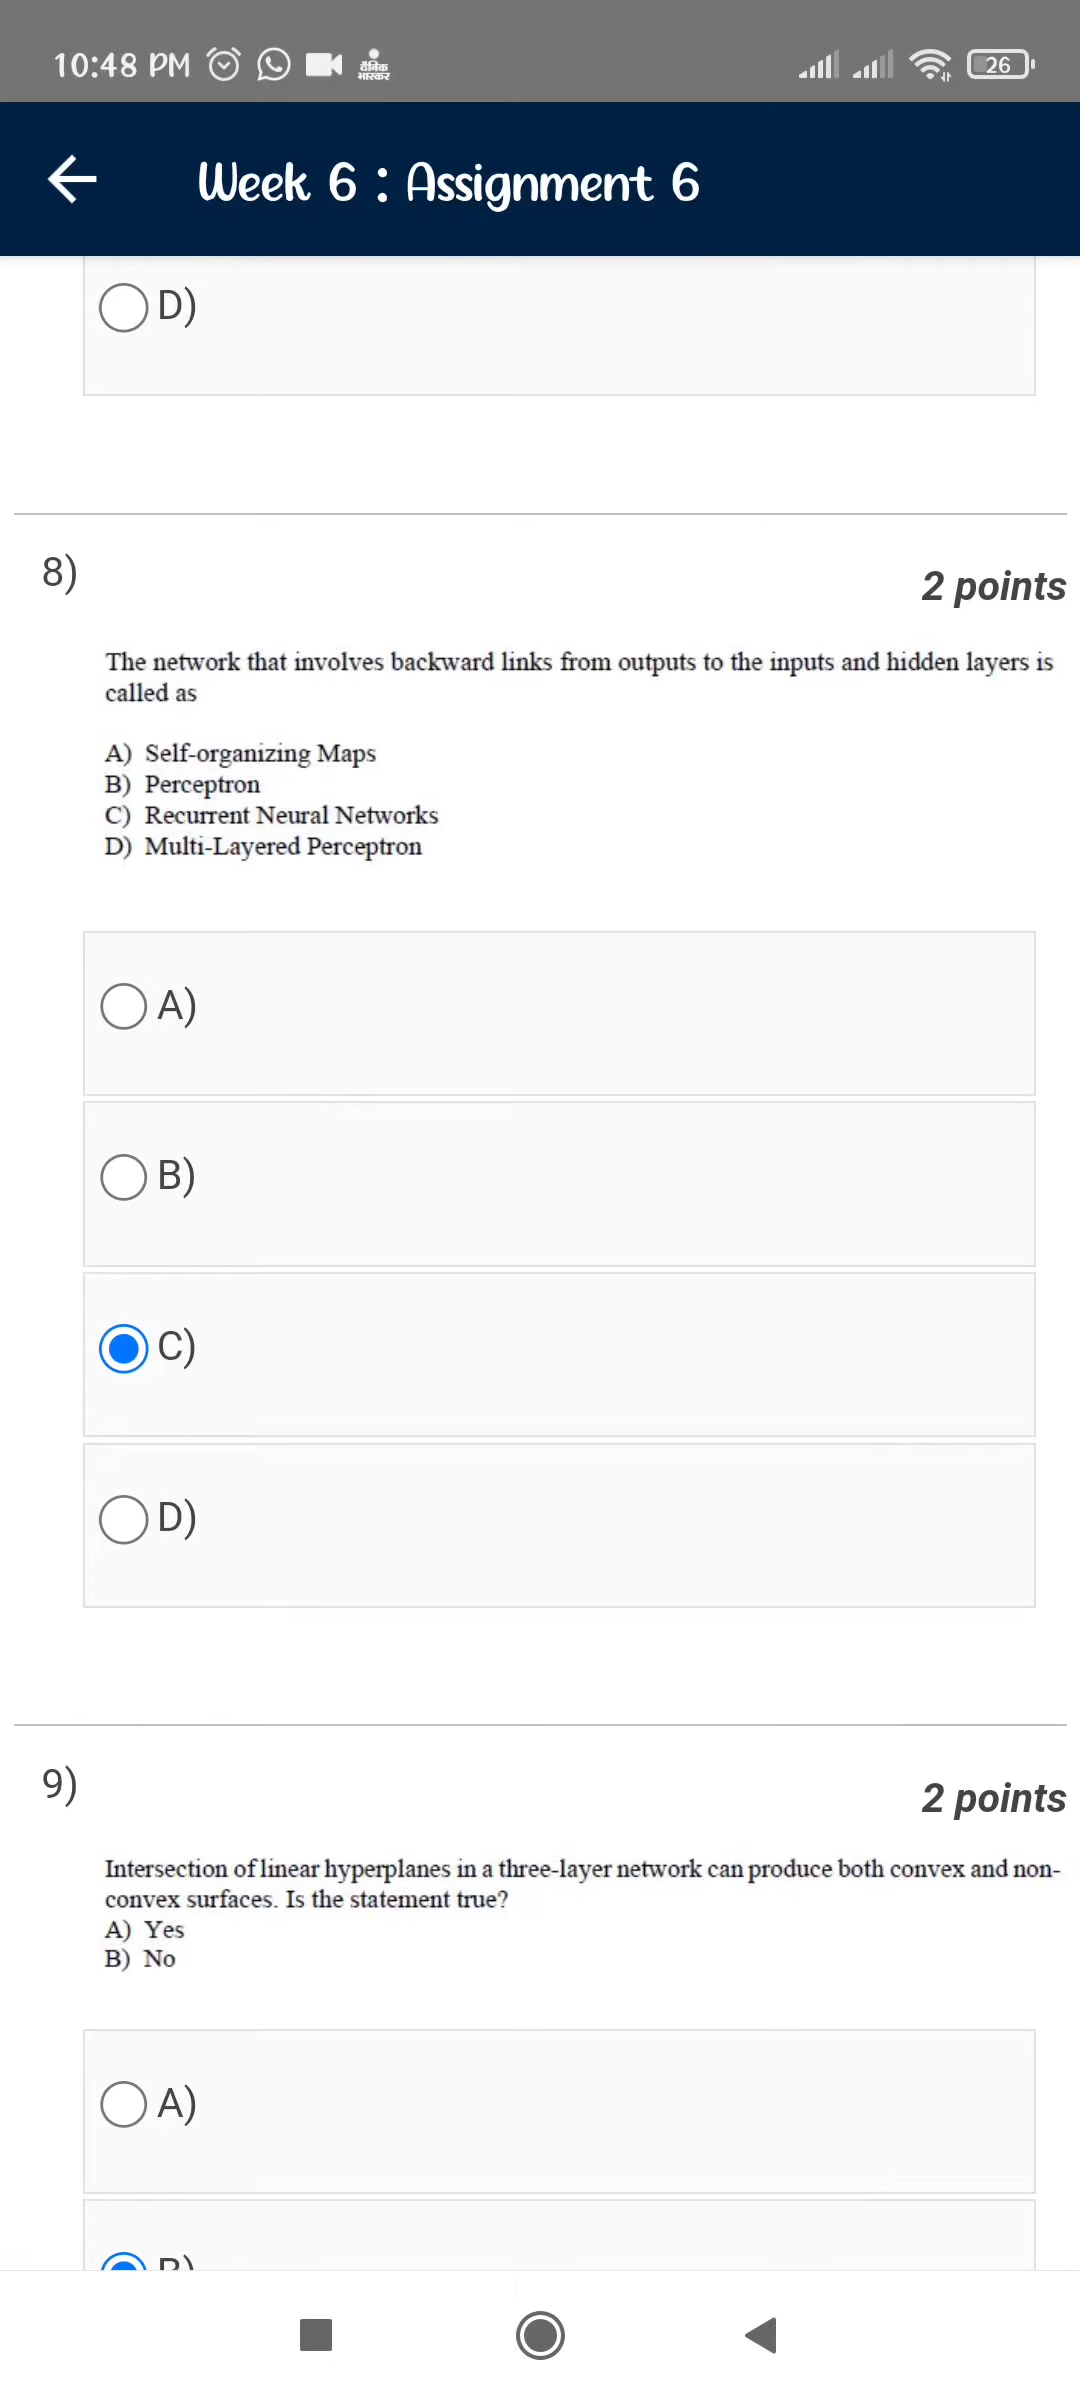 10:48 PM
दैनिक
भास्कर
26
Week 6 : Assignment 6
D)
8)
2 points
The network that involves backward links from outputs to the inputs and hidden layers is
called as
A) Self-organizing Maps
B) Perceptron
C) Recurrent Neural Networks
D) Multi-Layered Perceptron
A)
B)
C)
D)
9)
2 points
Intersection of linear hyperplanes in a three-layer network can produce both convex and non-
convex surfaces. Is the statement true?
A) Yes
B) No
A)
B)